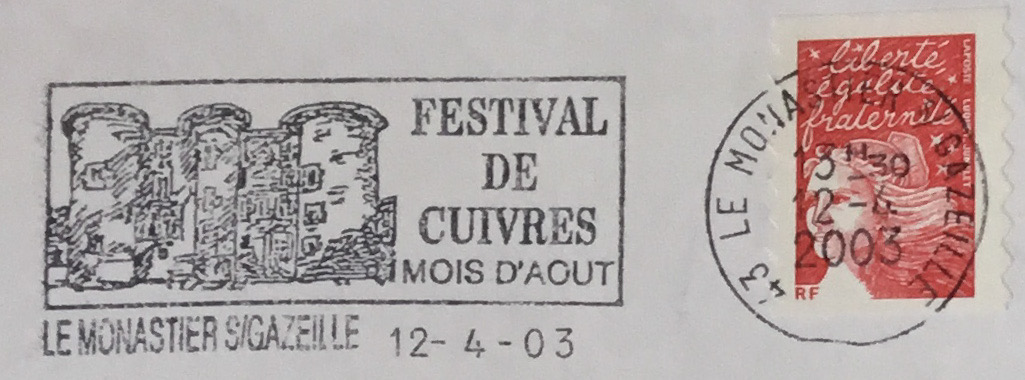 FESTIVAL
DE
CUIVRES
MOIS D'AOUT
LE MONASTIER S/GAZEILLE 12-4-03
liberté
égalité
fraternité
LAPOSTE
RF
43 LE MONASTIER S GAZEILLE
13H30
12-4
2003